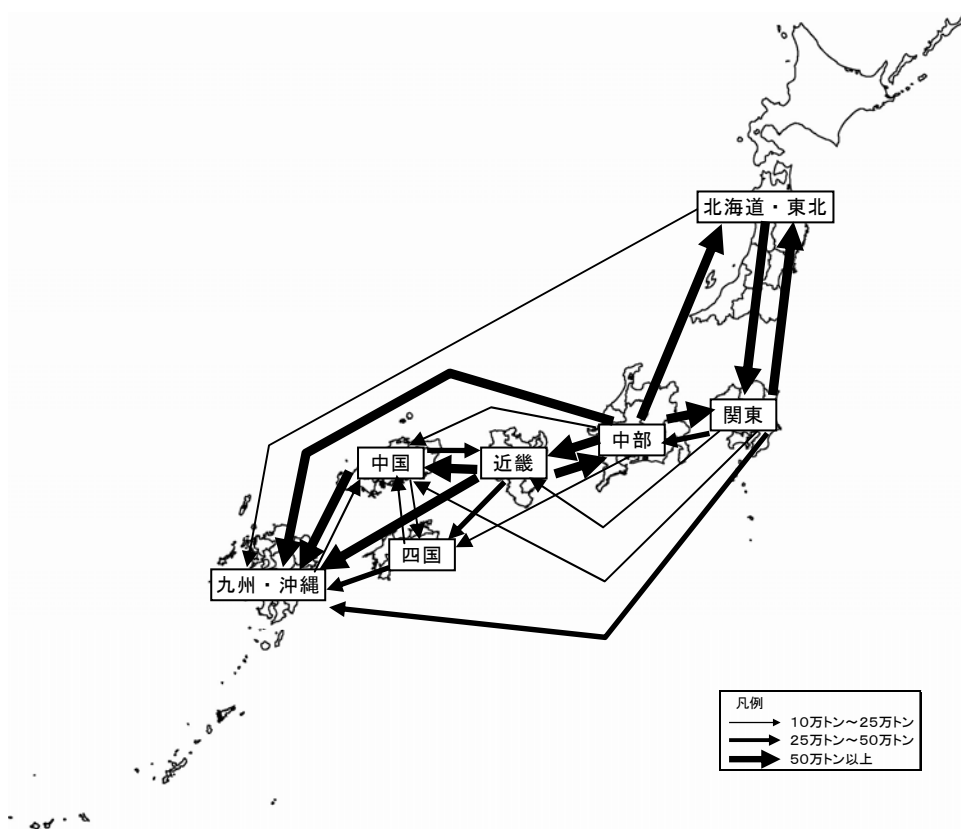 北海道・東北
関東
中部
近畿
中国
四国
九州・沖縄
凡例
10万トン～25万トン
25万トン～50万トン
50万トン以上